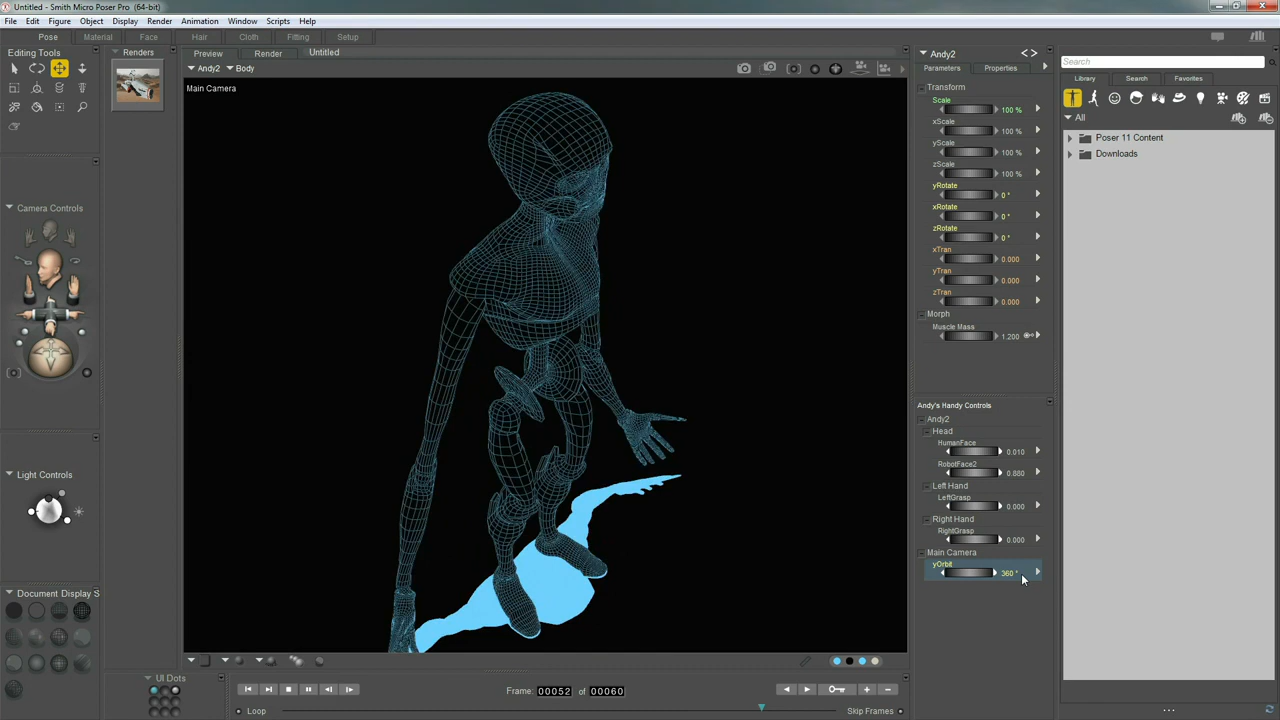 Untitled - Smith Micro Poser Pro (64-bit)
File Edit Figure Object Display Render Animation Window Scripts Help
Pose Material Face Hair Cloth Fitting Setup
Editing Tools
Renders
Preview Render Untitled
Andy2 Body
Main Camera
Camera Controls
Light Controls
Document Display S
UI Dots
Frame: 00052 of 00060
Loop
Skip Frames
Andy2
Parameters Properties
Transform
Scale
100 %
xScale
100 %
yScale
100 %
zScale
100 %
yRotate
0 °
xRotate
0 °
zRotate
0 °
xTran
0.000
yTran
0.000
zTran
0.000
Morph
Muscle Mass
1.200
Andy's Handy Controls
Andy2
Head
HumanFace
0.010
RobotFace2
0.880
Left Hand
LeftGrasp
0.000
Right Hand
RightGrasp
0.000
Main Camera
yOrbit
360 °
Search
Library Search Favorites
All
Poser 11 Content
Downloads